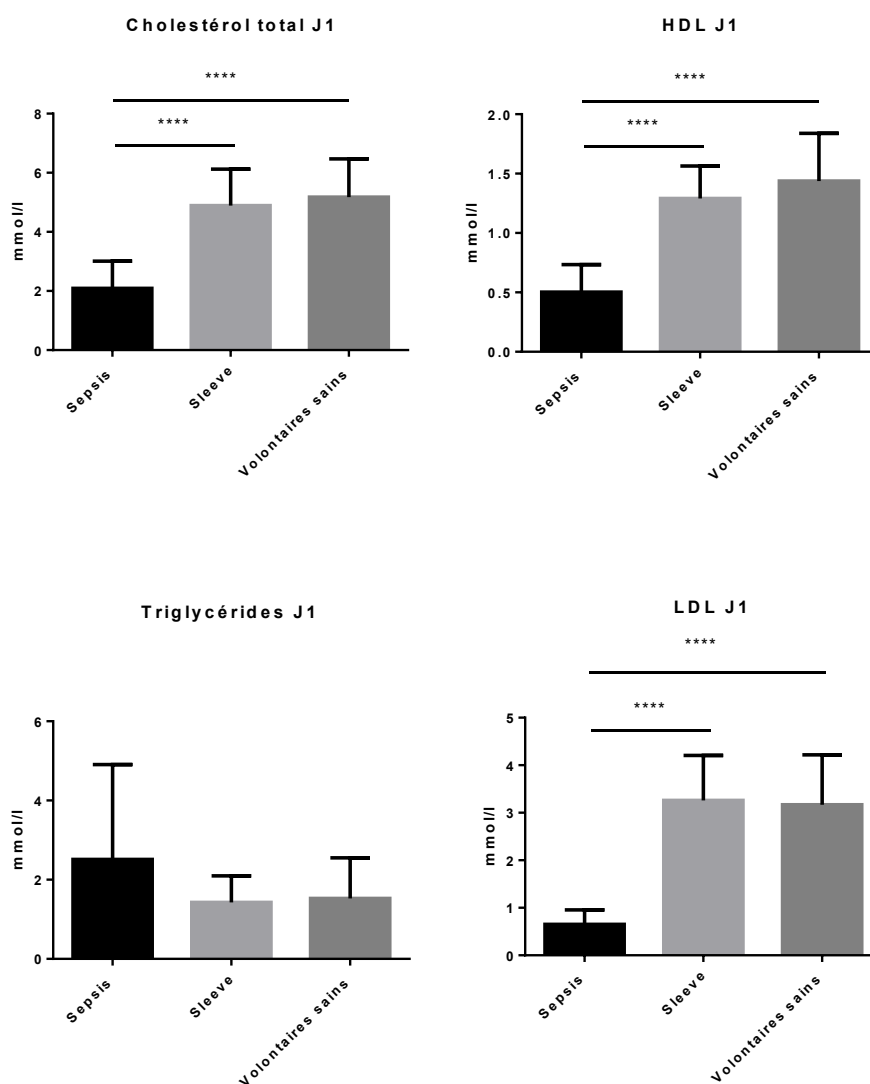 Cholestérol total J1
****
****
8
6
4
2
0
mmol/l
Sepsis
Sleeve
Volontaires sains
HDL J1
****
****
2.0
1.5
1.0
0.5
0.0
mmol/l
Sepsis
Sleeve
Volontaires sains
Triglycérides J1
6
4
2
0
mmol/l
Sepsis
Sleeve
Volontaires sains
LDL J1
****
****
5
4
3
2
1
0
mmol/l
Sepsis
Sleeve
Volontaires sains